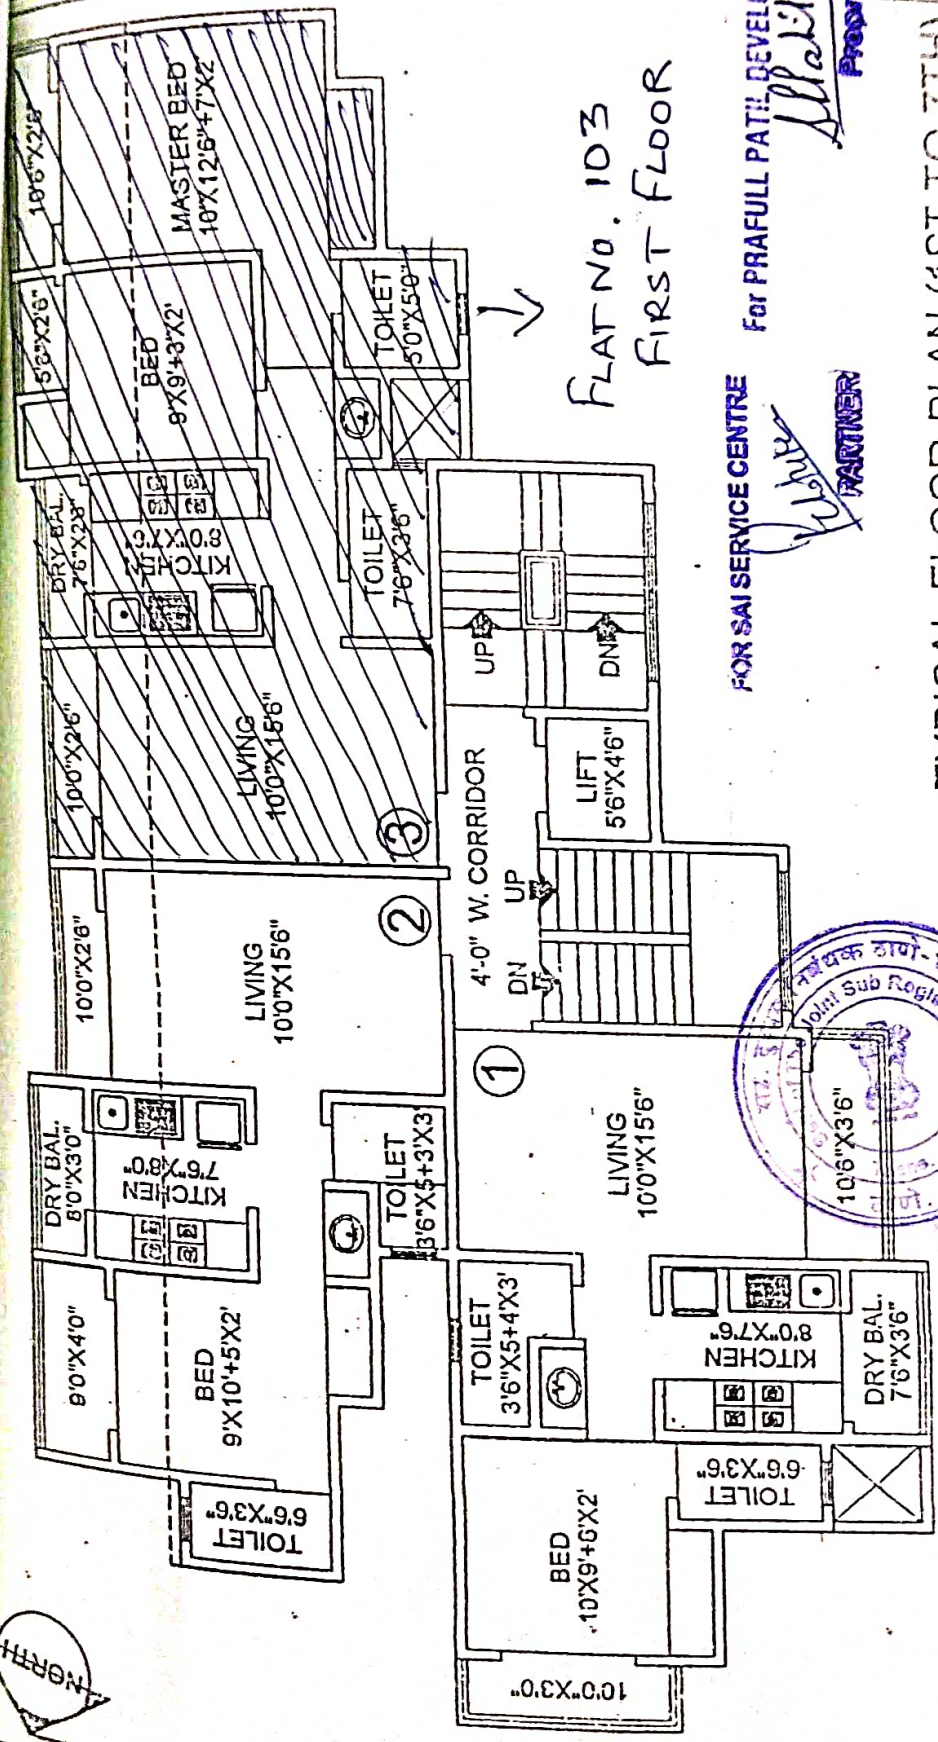 NORTH
10'6"X2'6"
MASTER BED
10'X12'6"+7'X2'
5'6"X2'6"
BED
9'X9'+3'X2'
TOILET
5'0"X5'0"
DRY BAL.
7'6"X2'6"
KITCHEN
8'0"X7'6"
TOILET
7'6"X3'6"
10'0"X2'6"
LIVING
10'0"X15'6"
3
10'0"X2'6"
LIVING
10'0"X15'6"
2
DRY BAL.
8'0"X3'0"
KITCHEN
7'6"X8'0"
TOILET
3'6"X5+3'X3'
9'0"X4'0"
BED
9'X10'+5'X2'
TOILET
6'6"X3'6"
UP
DN
4'-0" W. CORRIDOR
LIFT
5'6"X4'6"
UP
DN
1
LIVING
10'0"X15'6"
10'6"X3'6"
TOILET
3'6"X5+4'X3'
KITCHEN
8'0"X7'6"
DRY BAL.
7'6"X3'6"
BED
10'X9'+6'X2'
TOILET
6'6"X3'6"
10'0"X3'0"
FLAT NO. 103
FIRST FLOOR
FOR SAI SERVICE CENTRE
PARTNER
For PRAFULL PATIL DEVEL
Joint Sub Regis
TYPICAL FLOOR PLAN (1ST TO 7TH)